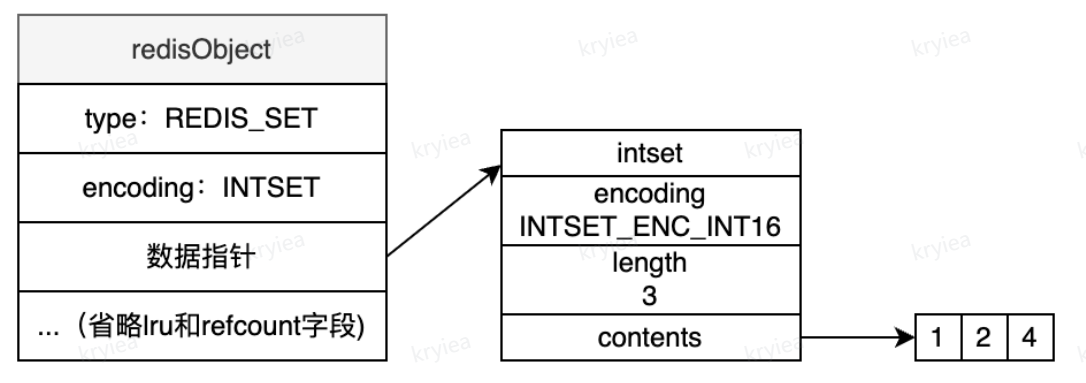 redisObject
type：REDIS_SET
encoding：INTSET
数据指针
...（省略lru和refcount字段)
intset
encoding
INTSET_ENC_INT16
length
3
contents
1 2 4
kryiea
kryiea
kryiea
kryiea
kryiea
kryiea
kryiea
kryiea
kryiea
kryiea
kryiea
kryiea